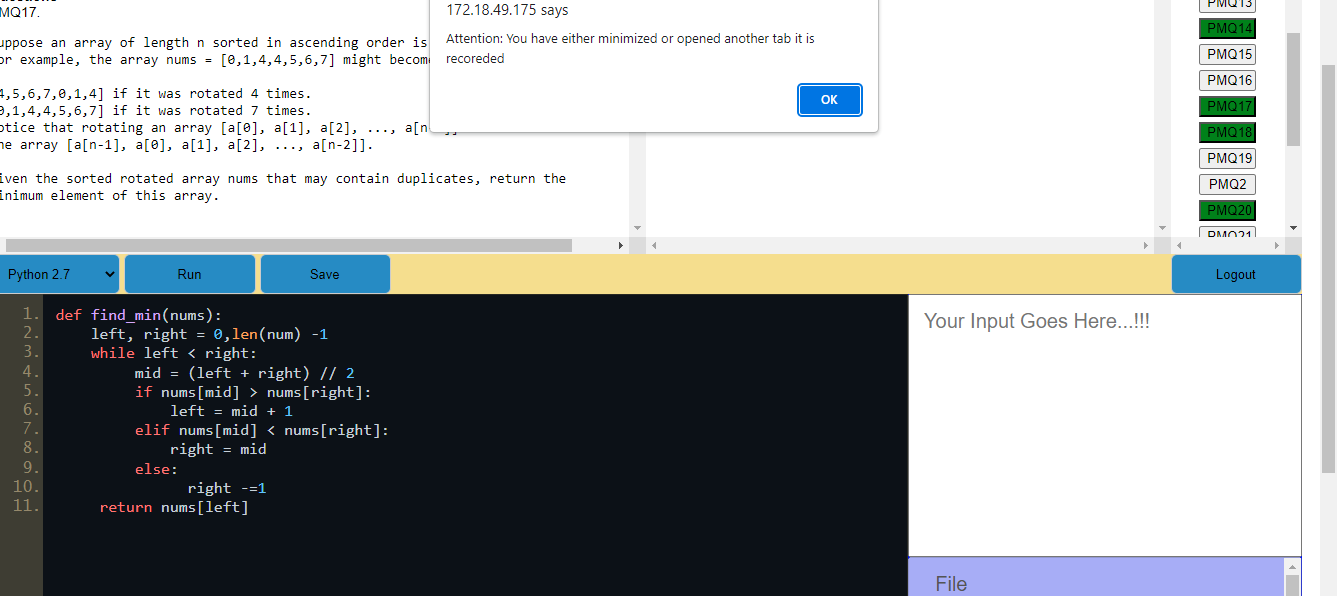 MQ17.
uppose an array of length n sorted in ascending order is
or example, the array nums = [0,1,4,4,5,6,7] might becom
4,5,6,7,0,1,4] if it was rotated 4 times.
0,1,4,4,5,6,7] if it was rotated 7 times.
otice that rotating an array [a[0], a[1], a[2], ..., a[n
he array [a[n-1], a[0], a[1], a[2], ..., a[n-2]].
iven the sorted rotated array nums that may contain duplicates, return the
inimum element of this array.
172.18.49.175 says
Attention: You have either minimized or opened another tab it is
recoreded
OK
PMQ13
PMQ14
PMQ15
PMQ16
PMQ17
PMQ18
PMQ19
PMQ2
PMQ20
PMQ21
Python 2.7
Run
Save
Logout
1. def find_min(nums):
2. left, right = 0,len(num) -1
3. while left < right:
4. mid = (left + right) // 2
5. if nums[mid] > nums[right]:
6. left = mid + 1
7. elif nums[mid] < nums[right]:
8. right = mid
9. else:
10. right -=1
11. return nums[left]
Your Input Goes Here...!!!
File